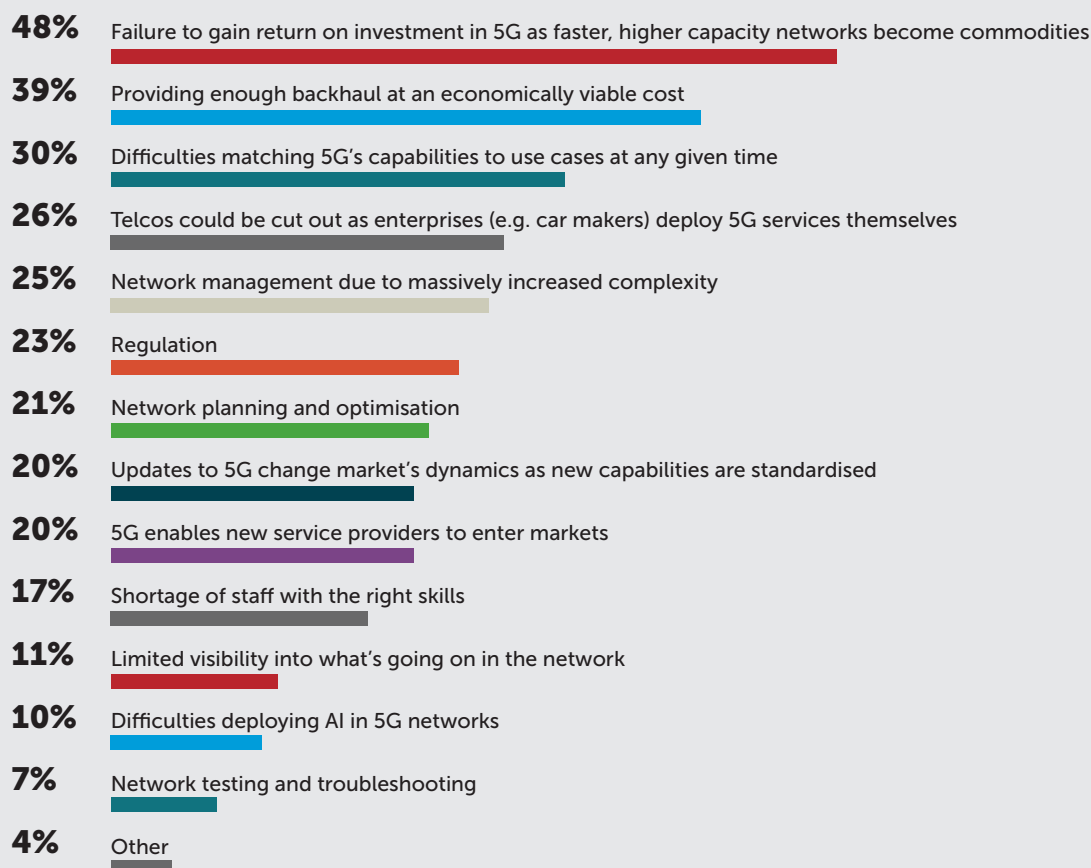 48% Failure to gain return on investment in 5G as faster, higher capacity networks become commodities
39% Providing enough backhaul at an economically viable cost
30% Difficulties matching 5G’s capabilities to use cases at any given time
26% Telcos could be cut out as enterprises (e.g. car makers) deploy 5G services themselves
25% Network management due to massively increased complexity
23% Regulation
21% Network planning and optimisation
20% Updates to 5G change market’s dynamics as new capabilities are standardised
20% 5G enables new service providers to enter markets
17% Shortage of staff with the right skills
11% Limited visibility into what’s going on in the network
10% Difficulties deploying AI in 5G networks
7% Network testing and troubleshooting
4% Other